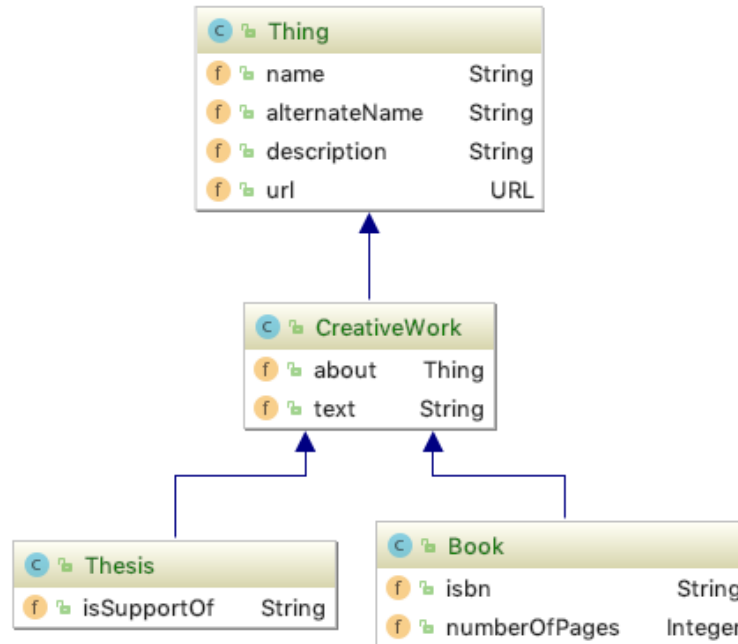 Thing
name String
alternateName String
description String
url URL
CreativeWork
about Thing
text String
Thesis
isSupportOf String
Book
isbn String
numberOfPages Integer